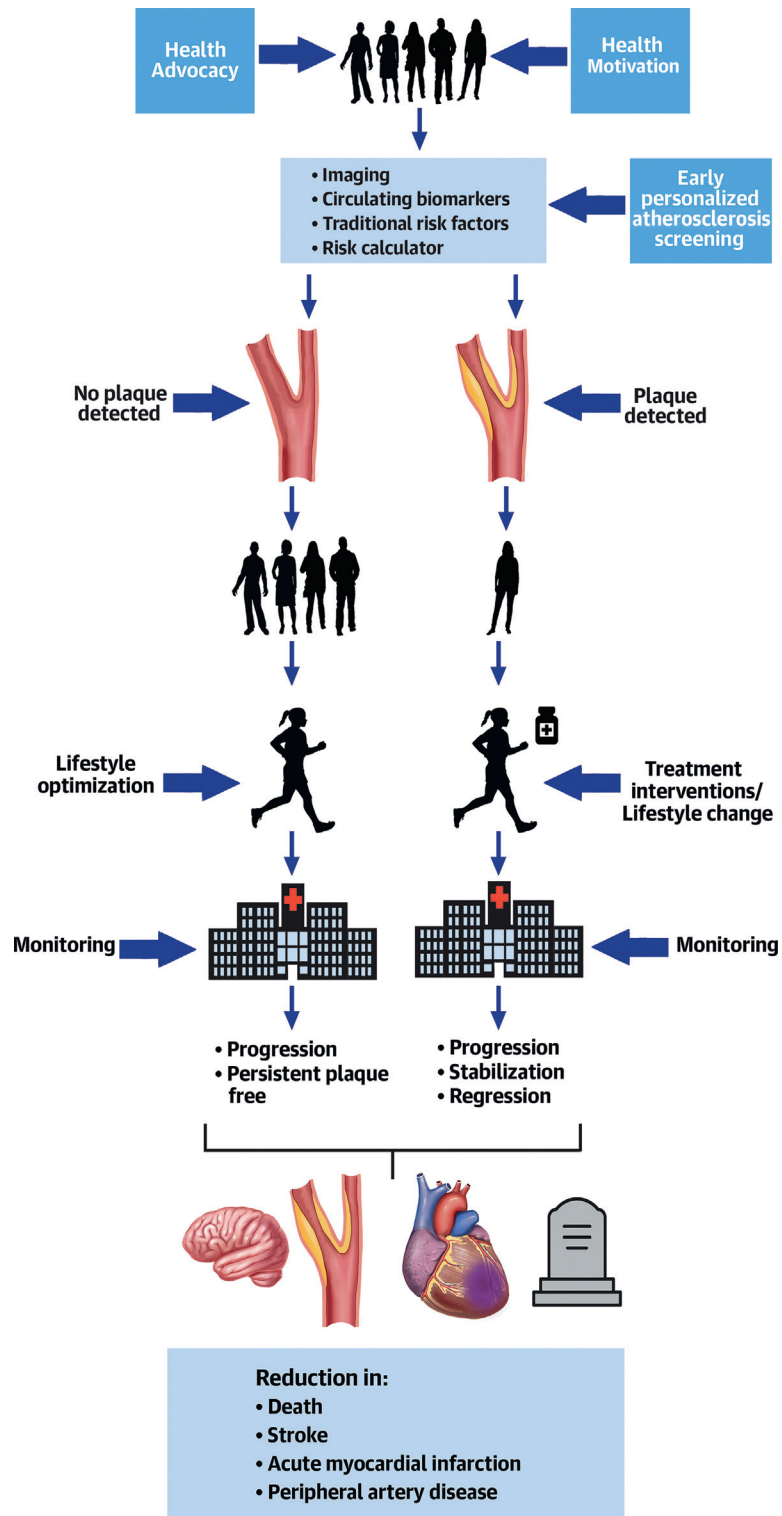 Health
Advocacy
Health
Motivation
• Imaging
• Circulating biomarkers
• Traditional risk factors
• Risk calculator
Early
personalized
atherosclerosis
screening
No plaque
detected
Plaque
detected
Lifestyle
optimization
Treatment
interventions/
Lifestyle change
Monitoring
Monitoring
• Progression
• Persistent plaque
free
• Progression
• Stabilization
• Regression
Reduction in:
• Death
• Stroke
• Acute myocardial infarction
• Peripheral artery disease